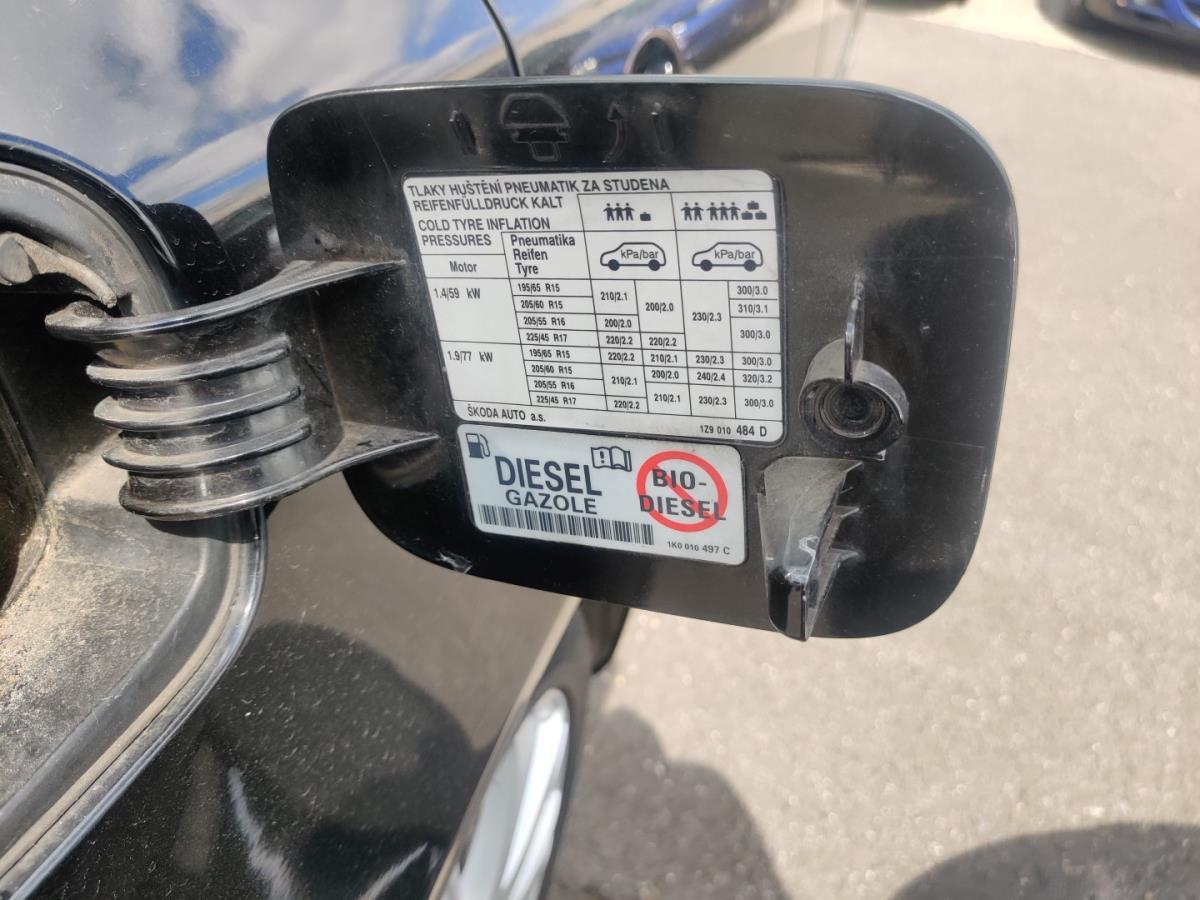 TLAKY HUŠTĚNÍ PNEUMATIK ZA STUDENA
REIFENFÜLLDRUCK KALT
COLD TYRE INFLATION
PRESSURES
Pneumatika
Reifen
Tyre
kPa/bar kPa/bar
Motor
1.4/59 kW
195/65 R15 210/2.1 200/2.0 230/2.3 300/3.0
205/60 R15 310/3.1
205/55 R16 200/2.0 300/3.0
225/45 R17 220/2.2 220/2.2
1.9/77 kW
195/65 R15 220/2.2 210/2.1 230/2.3 300/3.0
205/60 R15 210/2.1 200/2.0 240/2.4 320/3.2
205/55 R16 210/2.1 230/2.3 300/3.0
225/45 R17 220/2.2
ŠKODA AUTO a.s.
1Z9 010 484 D
DIESEL
GAZOLE
BIO-
DIESEL
1K0 010 497 C